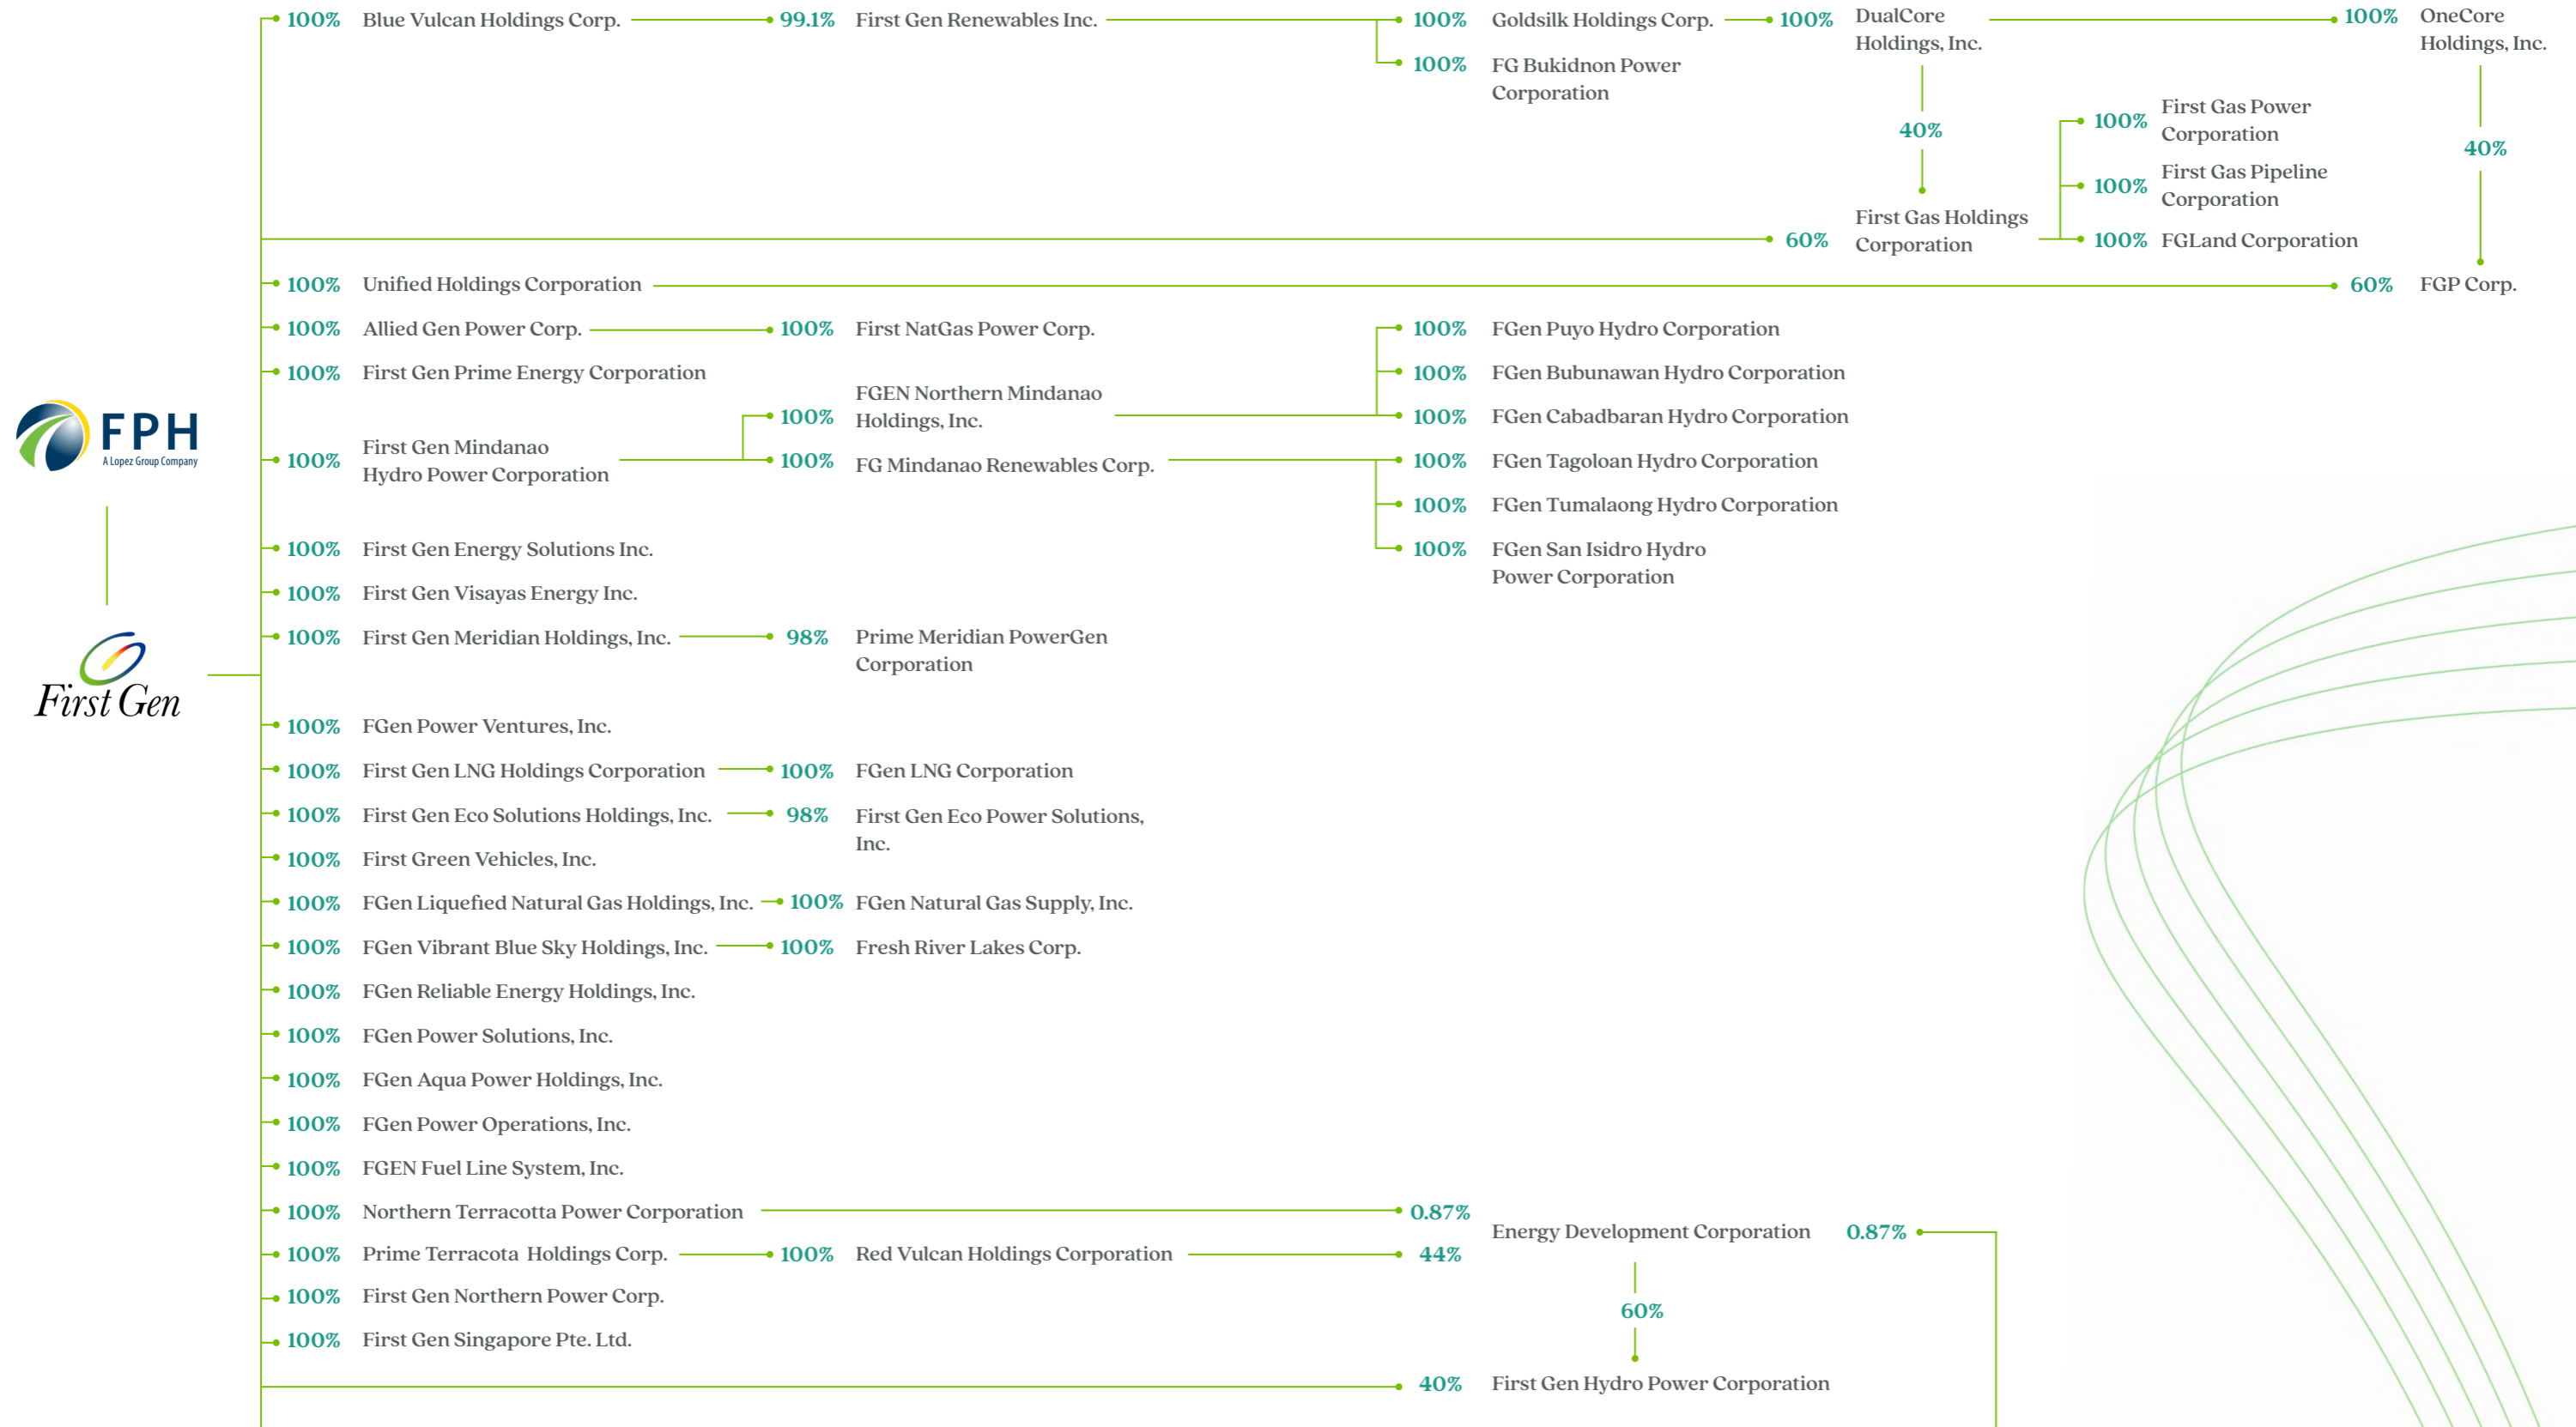 100% Blue Vulcan Holdings Corp. 99.1% First Gen Renewables Inc. 100% Goldsilk Holdings Corp. 100% DualCore 100% OneCore
Holdings, Inc. Holdings, Inc.
100% FG Bukidnon Power
Corporation
40%
100% First Gas Power
Corporation
40%
100% First Gas Pipeline
Corporation
60% First Gas Holdings
Corporation
100% FGLand Corporation
100% Unified Holdings Corporation 60% FGP Corp.
100% Allied Gen Power Corp. 100% First NatGas Power Corp. 100% FGen Puyo Hydro Corporation
100% First Gen Prime Energy Corporation 100% FGen Bubunawan Hydro Corporation
100% FGEN Northern Mindanao
Holdings, Inc.
100% FGen Cabadbaran Hydro Corporation
FPH
A Lopez Group Company
100% First Gen Mindanao
Hydro Power Corporation
100% FG Mindanao Renewables Corp. 100% FGen Tagoloan Hydro Corporation
100% FGen Tumalaong Hydro Corporation
100% First Gen Energy Solutions Inc. 100% FGen San Isidro Hydro
Power Corporation
100% First Gen Visayas Energy Inc.
100% First Gen Meridian Holdings, Inc. 98% Prime Meridian PowerGen
Corporation
First Gen
100% FGen Power Ventures, Inc.
100% First Gen LNG Holdings Corporation 100% FGen LNG Corporation
100% First Gen Eco Solutions Holdings, Inc. 98% First Gen Eco Power Solutions,
Inc.
100% First Green Vehicles, Inc.
100% FGen Liquefied Natural Gas Holdings, Inc. 100% FGen Natural Gas Supply, Inc.
100% FGen Vibrant Blue Sky Holdings, Inc. 100% Fresh River Lakes Corp.
100% FGen Reliable Energy Holdings, Inc.
100% FGen Power Solutions, Inc.
100% FGen Aqua Power Holdings, Inc.
100% FGen Power Operations, Inc.
100% FGEN Fuel Line System, Inc.
100% Northern Terracotta Power Corporation 0.87%
Energy Development Corporation 0.87%
100% Prime Terracota Holdings Corp. 100% Red Vulcan Holdings Corporation 44%
100% First Gen Northern Power Corp.
60%
100% First Gen Singapore Pte. Ltd.
40% First Gen Hydro Power Corporation